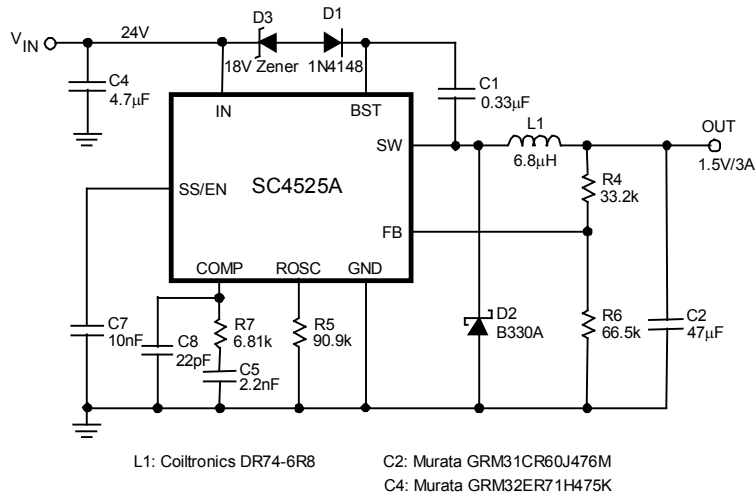 D3
D1
VIN
24V
18V Zener
1N4148
C4
4.7µF
C1
0.33µF
IN
BST
L1
OUT
SW
6.8µH
1.5V/3A
SS/EN
SC4525A
R4
33.2k
FB
COMP
ROSC
GND
C7
10nF
C8
22pF
R7
6.81k
R5
90.9k
D2
B330A
R6
66.5k
C2
47µF
C5
2.2nF
L1: Coiltronics DR74-6R8
C2: Murata GRM31CR60J476M
C4: Murata GRM32ER71H475K